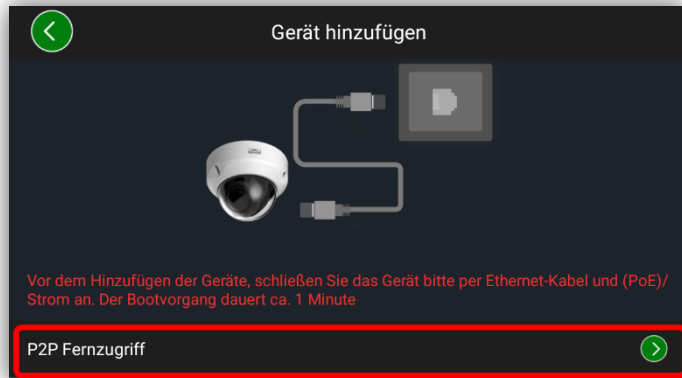 Gerät hinzufügen
Vor dem Hinzufügen der Geräte, schließen Sie das Gerät bitte per Ethernet-Kabel und (PoE)/
Strom an. Der Bootvorgang dauert ca. 1 Minute
P2P Fernzugriff